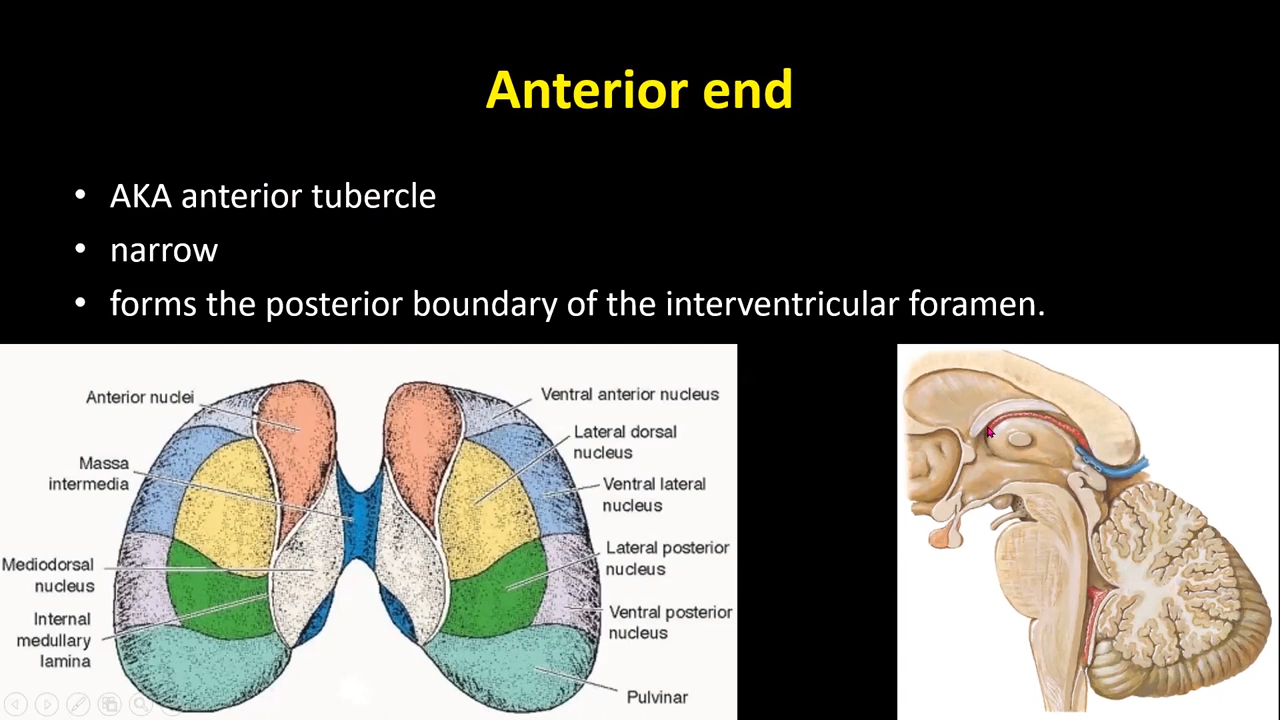 Anterior end
• AKA anterior tubercle
• narrow
• forms the posterior boundary of the interventricular foramen.
Anterior nuclei
Massa
intermedia
Mediodorsal
nucleus
Internal
medullary
lamina
Ventral anterior nucleus
Lateral dorsal
nucleus
Ventral lateral
nucleus
Lateral posterior
nucleus
Ventral posterior
nucleus
Pulvinar